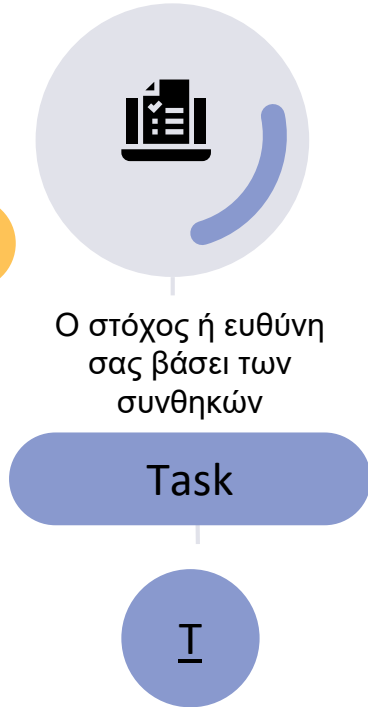 Ο στόχος ή ευθύνη
σας βάσει των
συνθηκών
Task
T